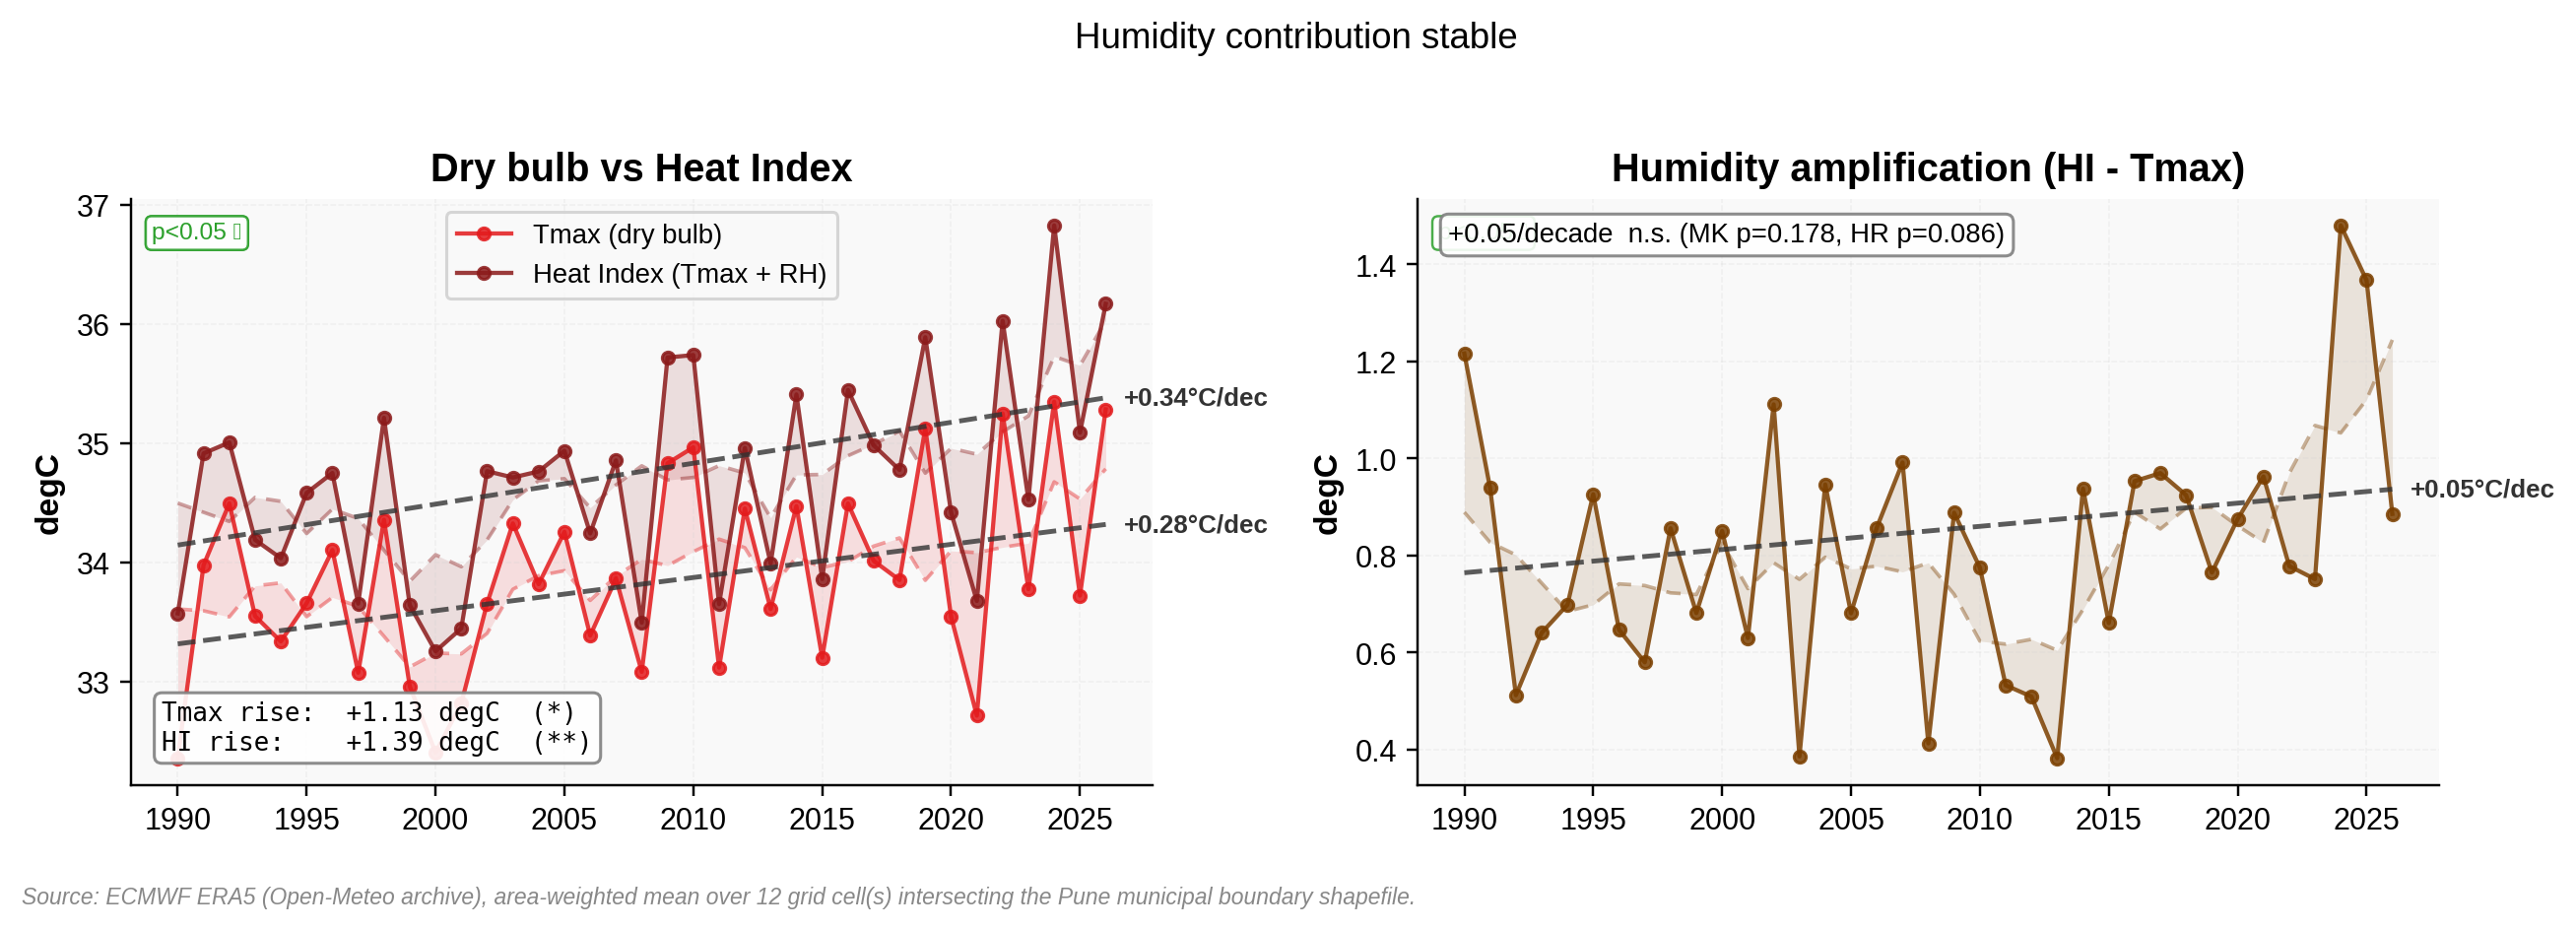 Humidity contribution stable
Dry bulb vs Heat Index
p<0.05
Tmax (dry bulb)
Heat Index (Tmax + RH)
degC
37
36
35
34
33
+0.34°C/dec
+0.28°C/dec
Tmax rise:  +1.13 degC  (*)
HI rise:    +1.39 degC  (**)
1990 1995 2000 2005 2010 2015 2020 2025
Humidity amplification (HI - Tmax)
+0.05/decade  n.s. (MK p=0.178, HR p=0.086)
degC
1.4
1.2
1.0
0.8
0.6
0.4
+0.05°C/dec
1990 1995 2000 2005 2010 2015 2020 2025
Source: ECMWF ERA5 (Open-Meteo archive), area-weighted mean over 12 grid cell(s) intersecting the Pune municipal boundary shapefile.